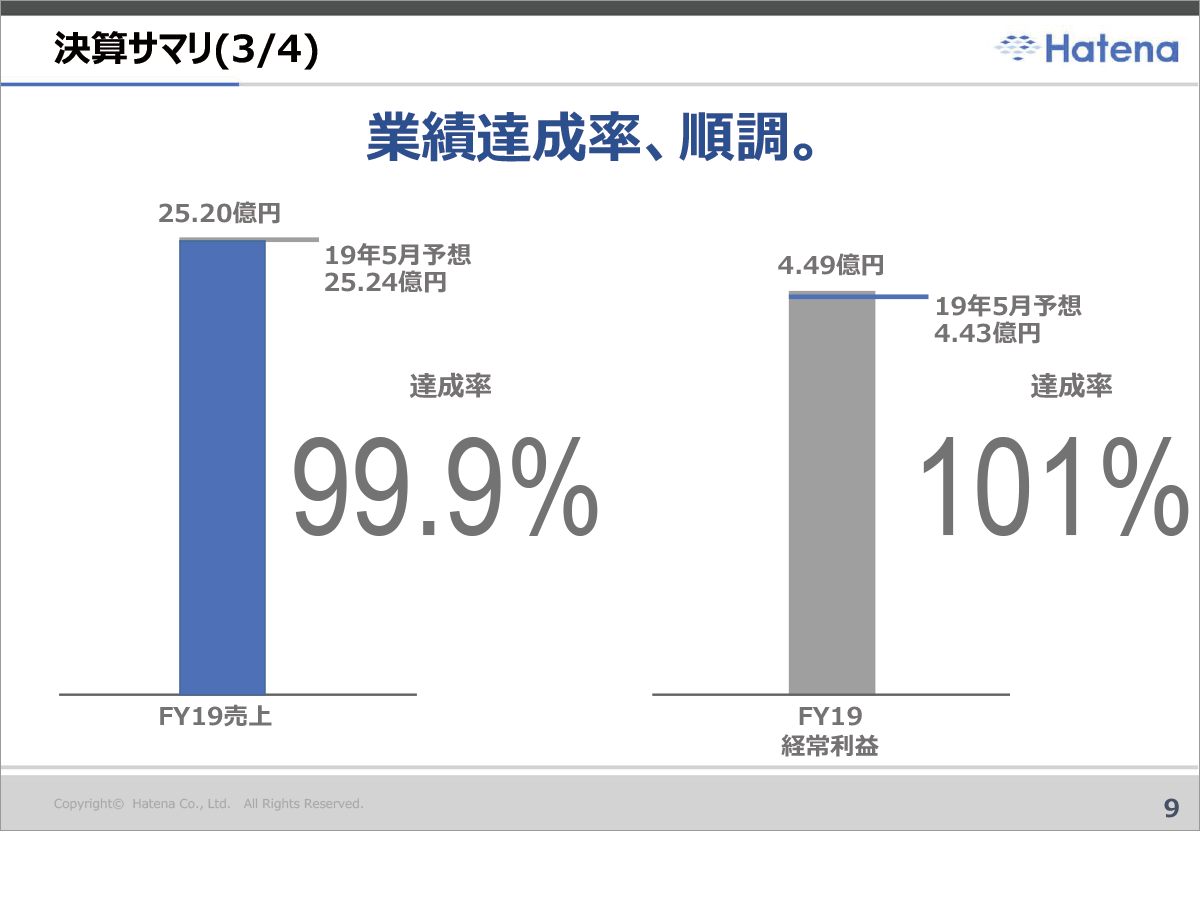 決算サマリ(3/4)
Hatena
業績達成率、順調。
25.20億円
19年5月予想
25.24億円
達成率
99.9%
FY19売上
4.49億円
19年5月予想
4.43億円
達成率
101%
FY19
経常利益
Copyright© Hatena Co., Ltd. All Rights Reserved.
9